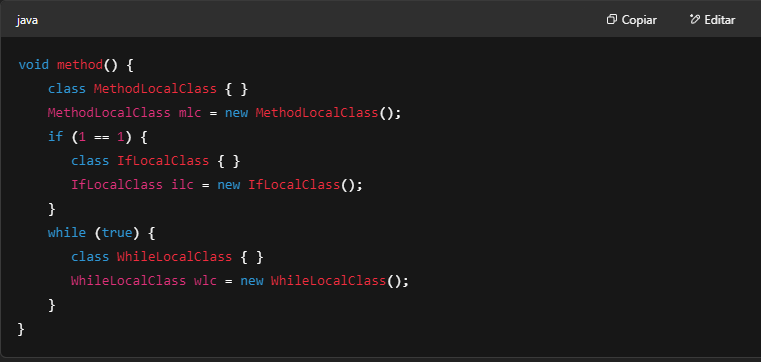 java Copiar Editar
void method() {
    class MethodLocalClass { }
    MethodLocalClass mlc = new MethodLocalClass();
    if (1 == 1) {
       class IfLocalClass { }
       IfLocalClass ilc = new IfLocalClass();
    }
    while (true) {
       class WhileLocalClass { }
       WhileLocalClass wlc = new WhileLocalClass();
    }
}